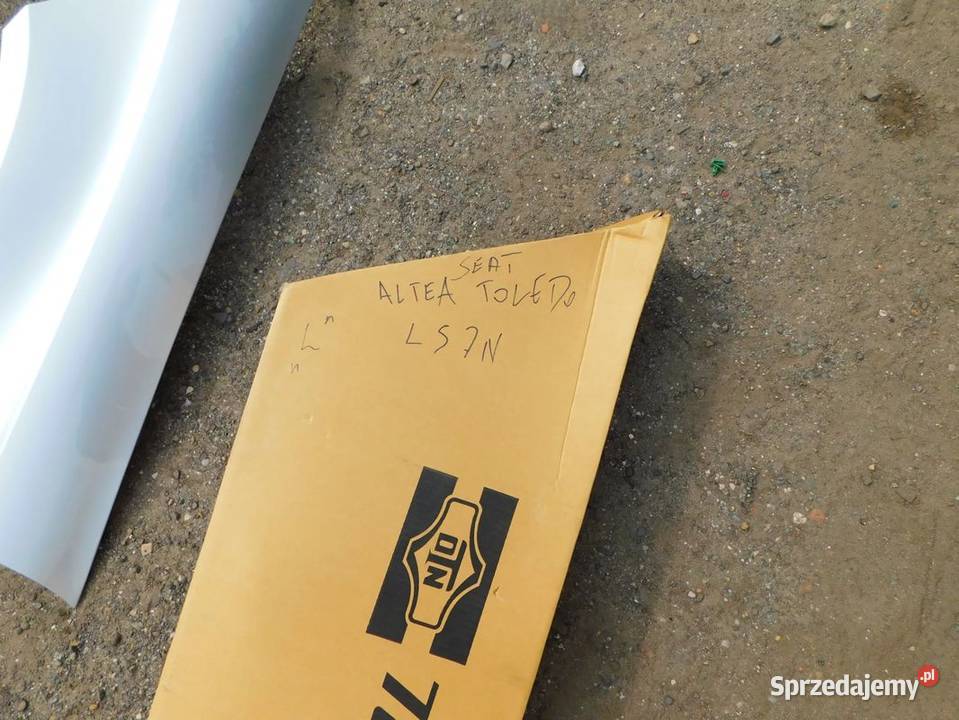 SEAT
ALTEA TOLEDO
"L"
LS7N
Sprzedajemy.pl